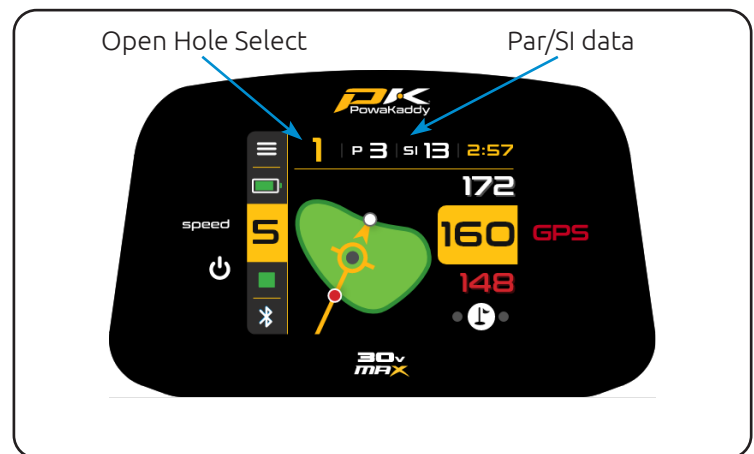 Open Hole Select
Par/SI data
PK
PowaKaddy
1 P 3 SI 13 2:57
172
speed 5 160 GPS
148
30v
MAX